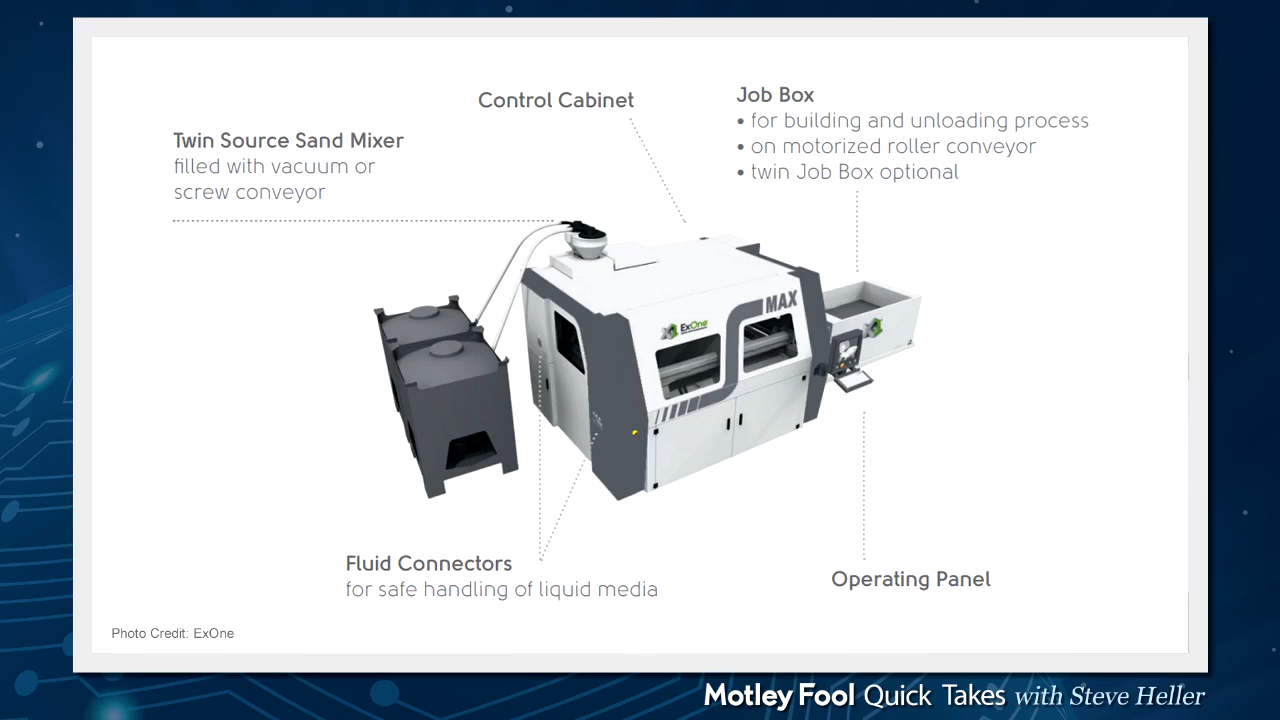 Control Cabinet
Job Box
• for building and unloading process
• on motorized roller conveyor
• twin Job Box optional
Twin Source Sand Mixer
filled with vacuum or
screw conveyor
MAX
ExOne
Fluid Connectors
for safe handling of liquid media
Operating Panel
Photo Credit: ExOne
Motley Fool Quick Takes with Steve Heller